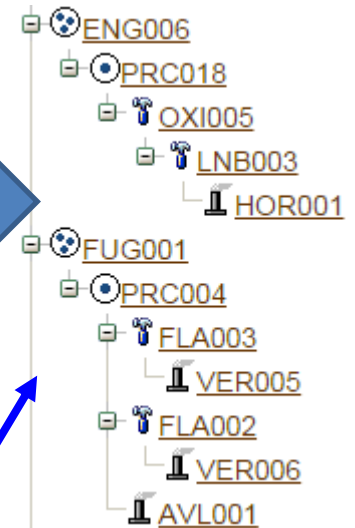 ENG006
PRC018
OXI005
LNB003
HOR001
FUG001
PRC004
FLA003
VER005
FLA002
VER006
AVL001